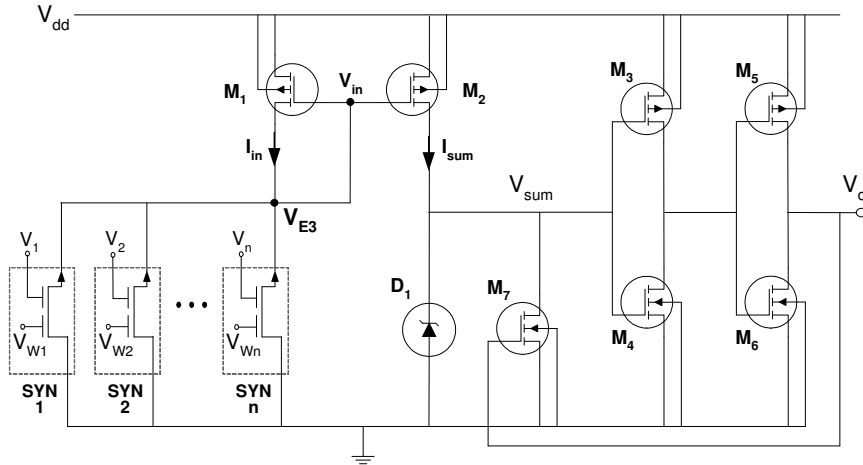 V_dd
M_1
V_in
M_2
M_3
M_5
I_in
I_sum
V_sum
V_E3
V_1
V_2
V_n
D_1
M_7
M_4
M_6
V_W1
V_W2
V_Wn
SYN 1
SYN 2
SYN n